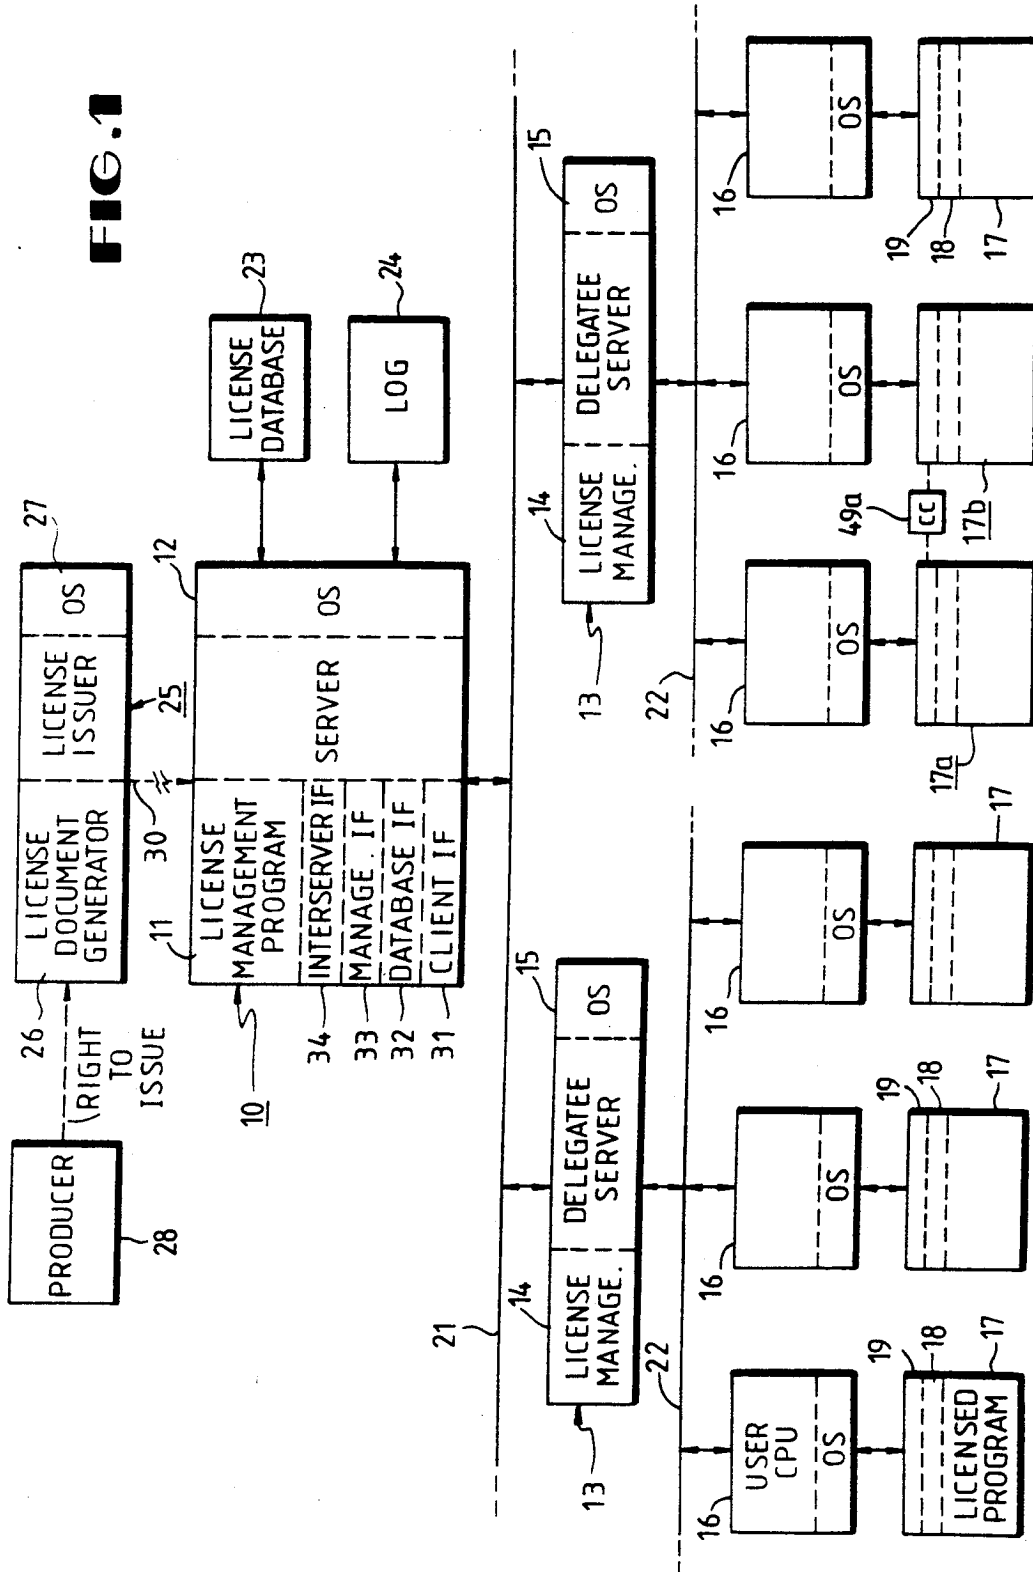 FIG.1
PRODUCER
28
(RIGHT
TO
ISSUE
26
LICENSE
DOCUMENT
GENERATOR
LICENSE
ISSUER
OS
27
25
30
11
LICENSE
MANAGEMENT
PROGRAM
INTERSERVER IF
MANAGE. IF
DATABASE IF
CLIENT IF
34
33
32
31
10
SERVER
OS
12
LICENSE
DATABASE
23
LOG
24
21
13
14
LICENSE
MANAGE.
DELEGATEE
SERVER
OS
15
13
14
LICENSE
MANAGE.
DELEGATEE
SERVER
OS
15
22
22
16
USER
CPU
OS
16
OS
16
OS
16
OS
16
OS
16
OS
19
18
17
LICENSED
PROGRAM
19
18
17
17
17a
49a
CC
17b
19
18
17